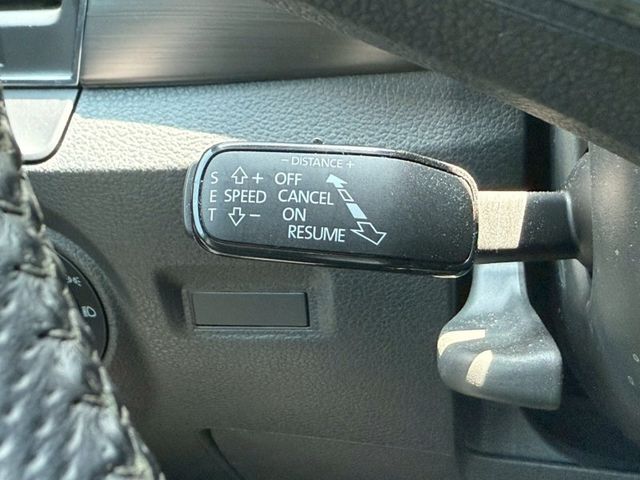 – DISTANCE +
S + OFF
E SPEED CANCEL
T – ON
RESUME